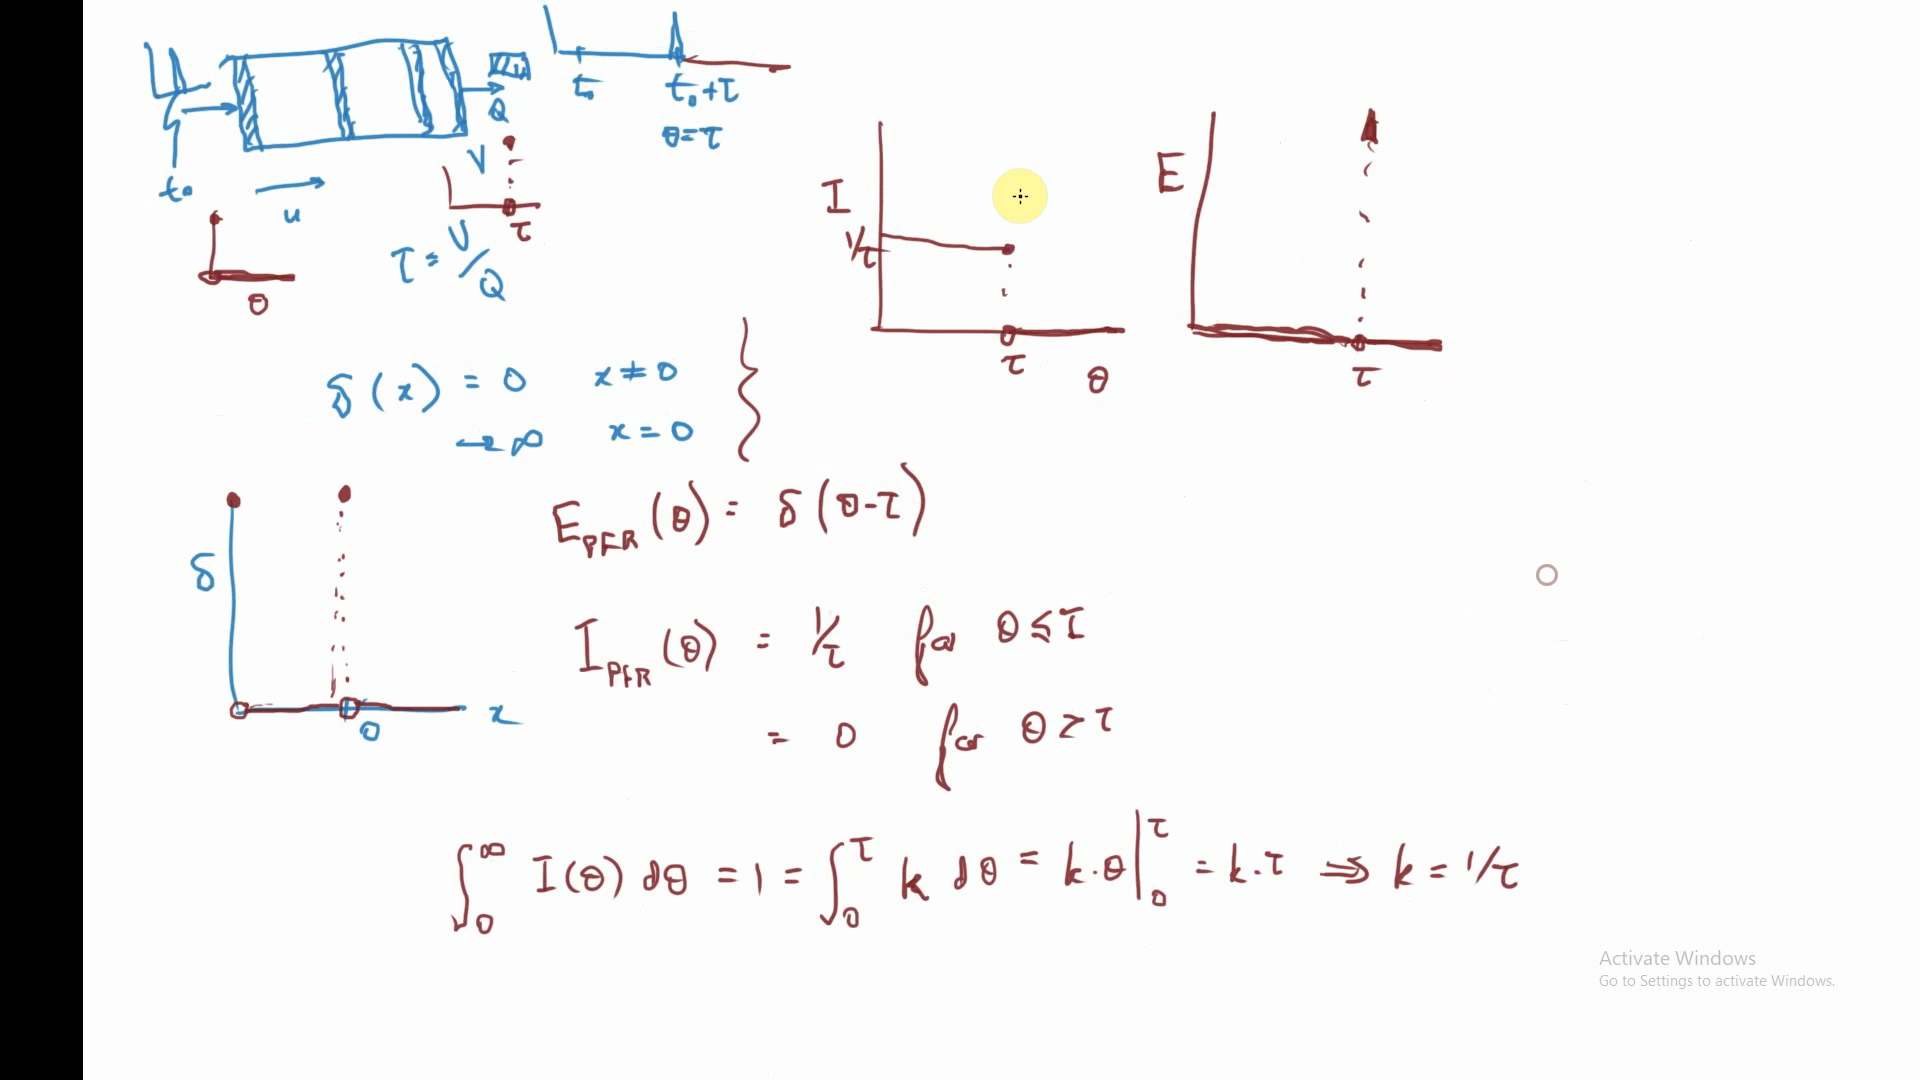 t₀
t₀+τ
θ=τ
Q
V
t₀
u
τ
θ
τ = V/Q
I
1/τ
τ
θ
E
τ
δ(x) = 0 x≠0
→∞ x=0
δ
0
x
E_PFR(θ) = δ(θ-τ)
I_PFR(θ) = 1/τ for θ≤τ
= 0 for θ>τ
∫₀^∞ I(θ) dθ = 1 = ∫₀^τ k dθ = k.θ|₀^τ = k.τ ⇒ k = 1/τ
Activate Windows
Go to Settings to activate Windows.